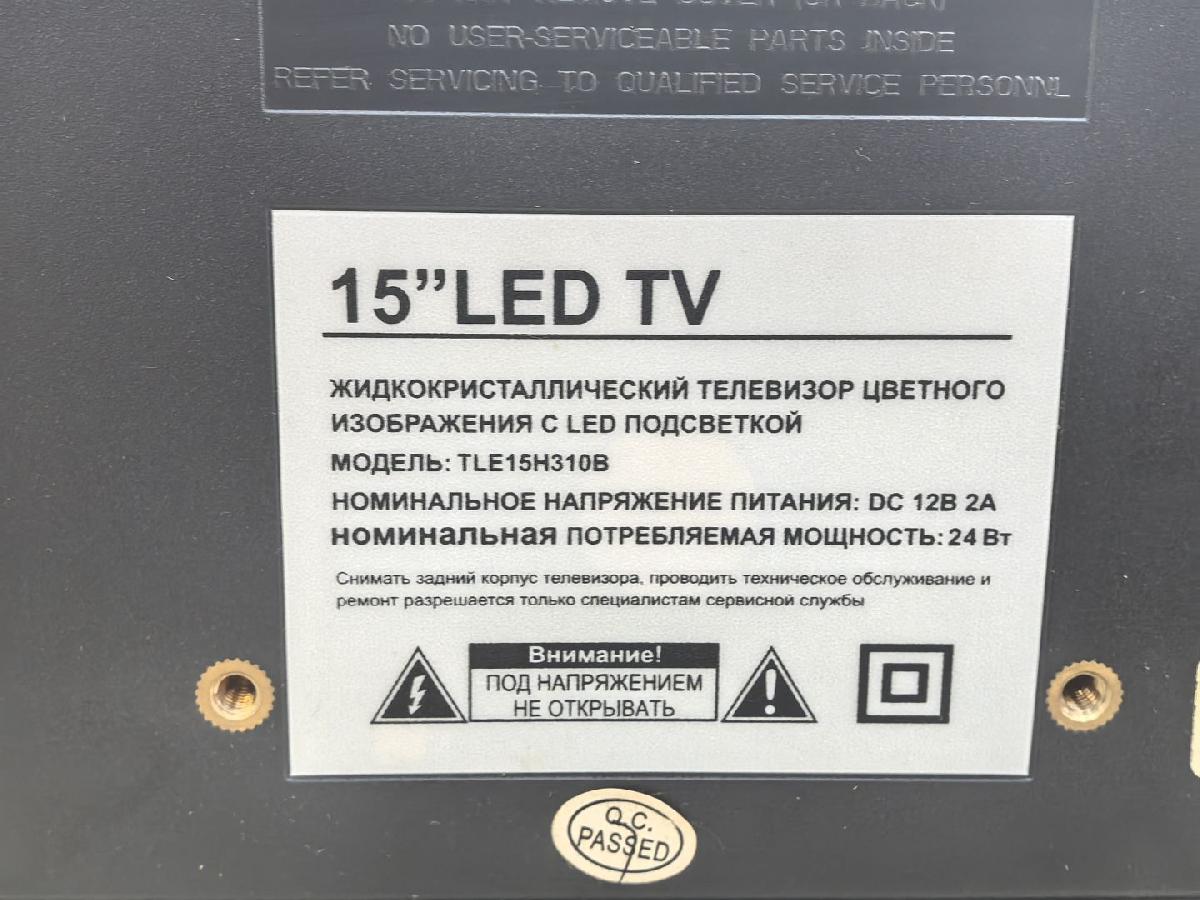 NO USER-SERVICEABLE PARTS INSIDE
REFER SERVICING TO QUALIFIED SERVICE PERSONNL
15”LED TV
ЖИДКОКРИСТАЛЛИЧЕСКИЙ ТЕЛЕВИЗОР ЦВЕТНОГО
ИЗОБРАЖЕНИЯ С LED ПОДСВЕТКОЙ
МОДЕЛЬ: TLE15H310B
НОМИНАЛЬНОЕ НАПРЯЖЕНИЕ ПИТАНИЯ: DC 12В 2А
номинальная ПОТРЕБЛЯЕМАЯ МОЩНОСТЬ: 24 Вт
Снимать задний корпус телевизора, проводить техническое обслуживание и
ремонт разрешается только специалистам сервисной службы
Внимание!
ПОД НАПРЯЖЕНИЕМ
НЕ ОТКРЫВАТЬ
Q.C.
PASSED